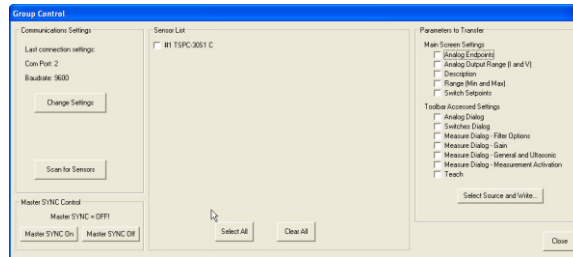 Group Control
Communications Settings
Last connection settings:
Com Port: 2
Baudrate: 9600
Change Settings
Scan for Sensors
Master SYNC Control
Master SYNC = OFF!
Master SYNC On
Master SYNC Off
Sensor List
#1 TSPC-30S1 C
Select All
Clear All
Parameters to Transfer
Main Screen Settings
Analog Endpoints
Analog Output Range (I and V)
Description
Range (Min and Max)
Switch Setpoints
Toolbar Accessed Settings
Analog Dialog
Switches Dialog
Measure Dialog - Filter Options
Measure Dialog - Gain
Measure Dialog - General and Ultrasonic
Measure Dialog - Measurement Activation
Teach
Select Source and Write...
Close